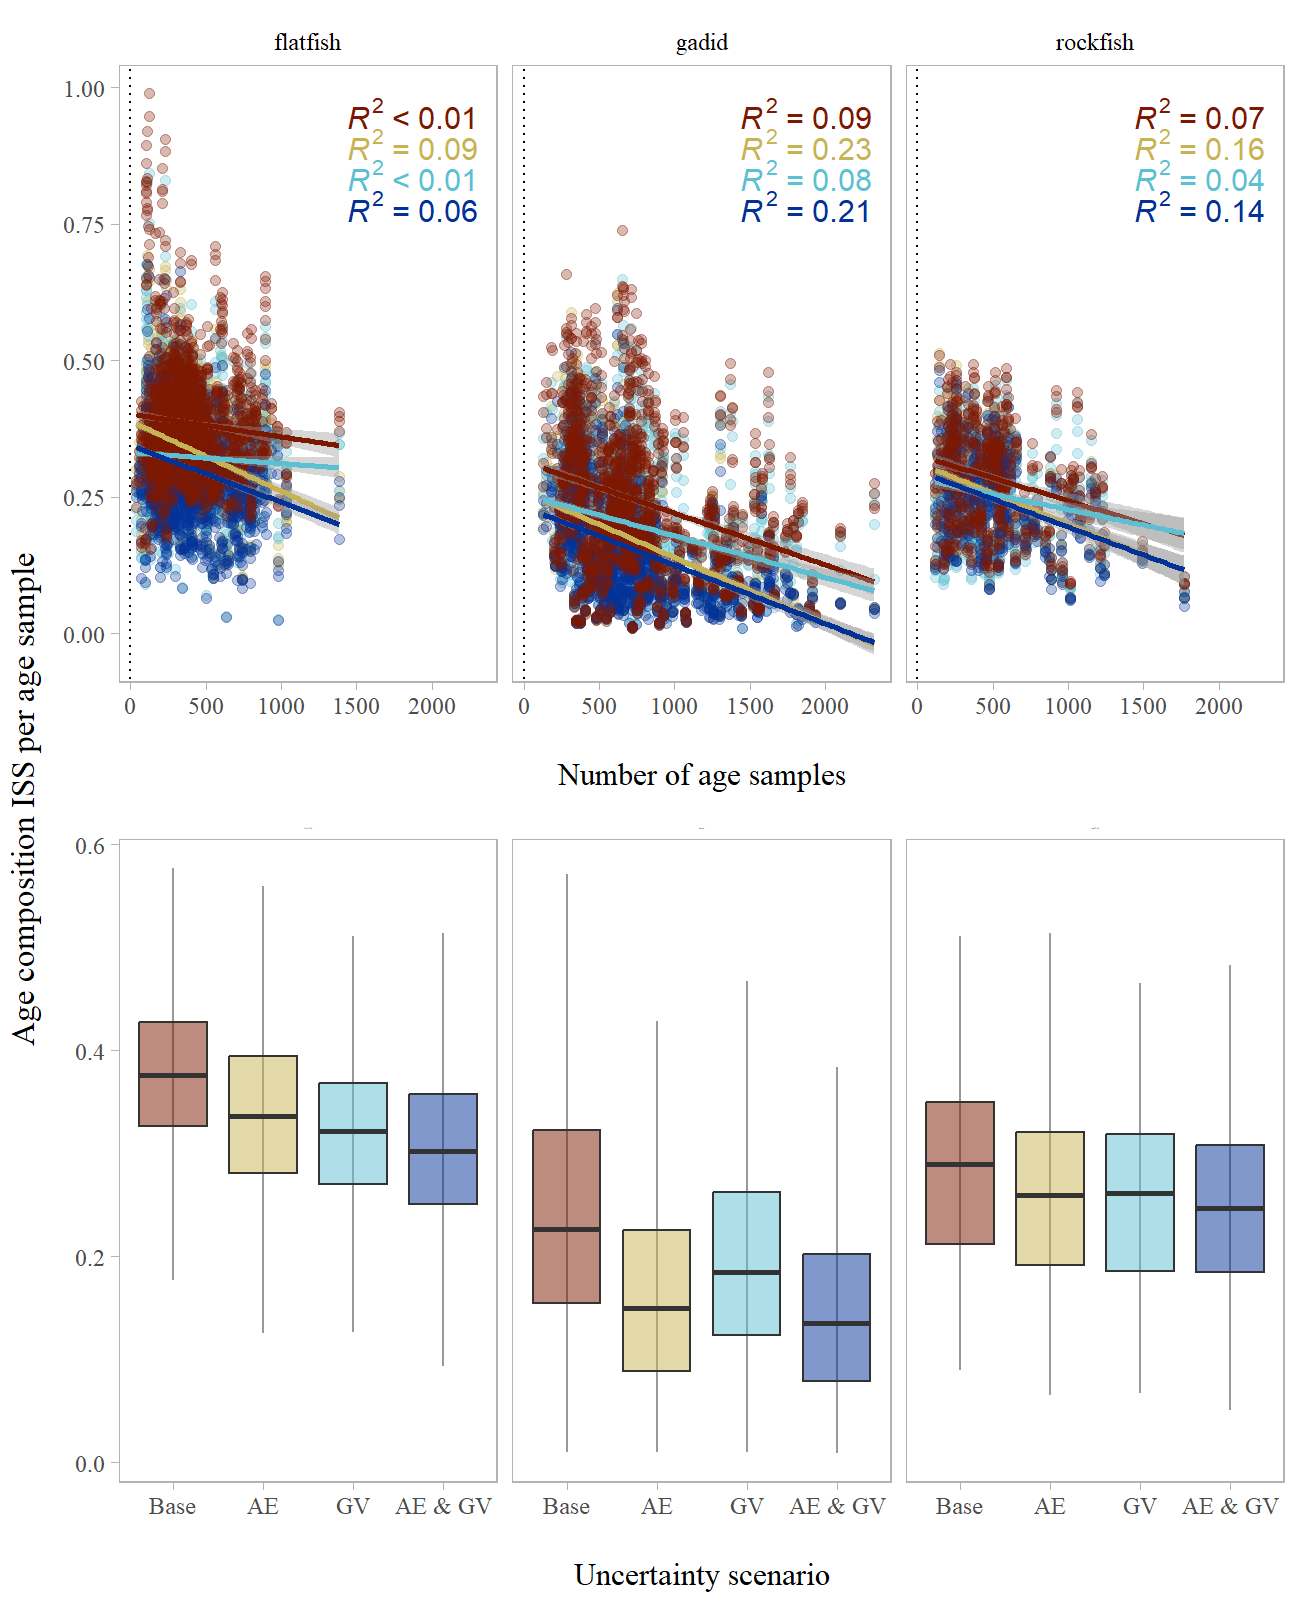 flatfish gadid rockfish
R² < 0.01 R² = 0.09 R² = 0.07
R² = 0.09 R² = 0.23 R² = 0.16
R² < 0.01 R² = 0.08 R² = 0.04
R² = 0.06 R² = 0.21 R² = 0.14
1.00
0.75
0.50
0.25
0.00
0 500 1000 1500 2000 0 500 1000 1500 2000 0 500 1000 1500 2000
Number of age samples
Age composition ISS per age sample
0.6
0.4
0.2
0.0
Base AE GV AE & GV Base AE GV AE & GV Base AE GV AE & GV
Uncertainty scenario